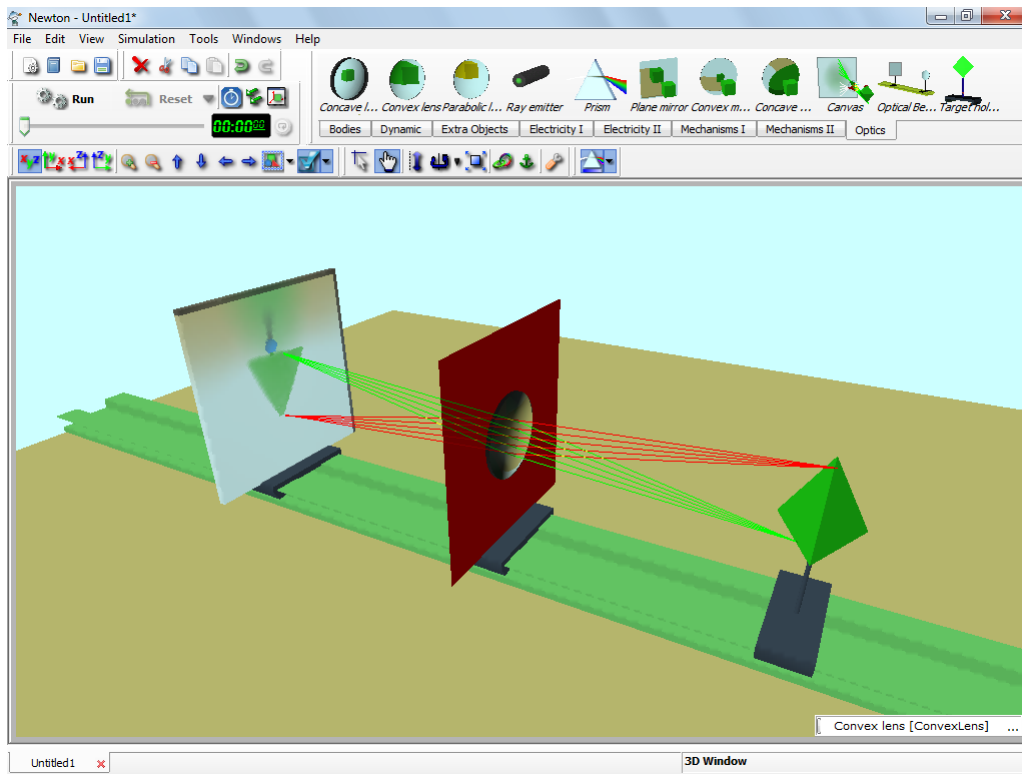 Newton - Untitled1*
File Edit View Simulation Tools Windows Help
Run Reset 00:00:00
Concave l... Convex lens Parabolic l... Ray emitter Prism Plane mirror Convex m... Concave ... Canvas Optical Be... Target hol...
Bodies Dynamic Extra Objects Electricity I Electricity II Mechanisms I Mechanisms II Optics
Convex lens [ConvexLens] ...
Untitled1 3D Window